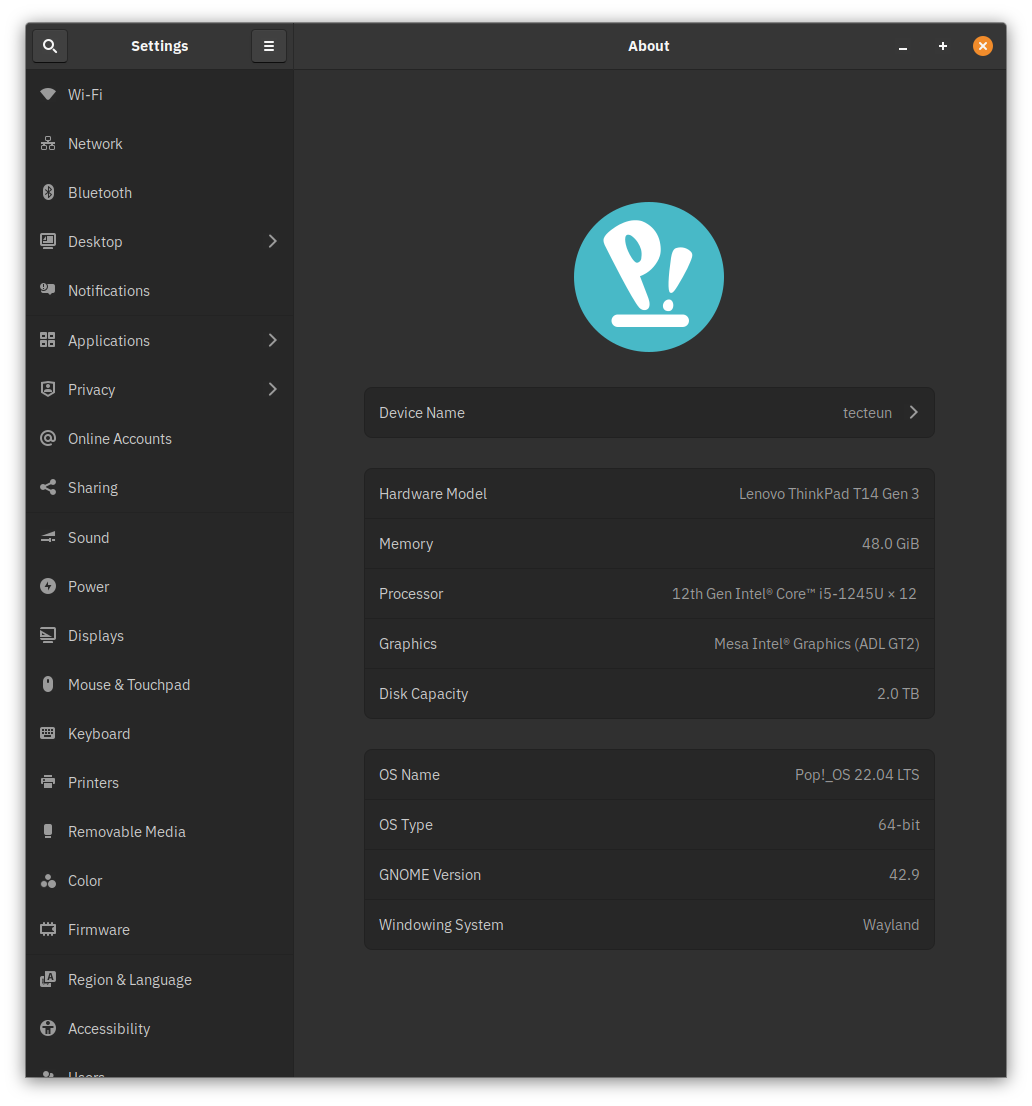 Settings
About
Wi-Fi
Network
Bluetooth
Desktop
Notifications
Applications
Privacy
Online Accounts
Sharing
Sound
Power
Displays
Mouse & Touchpad
Keyboard
Printers
Removable Media
Color
Firmware
Region & Language
Accessibility
Users
P!
Device Name tecteun
Hardware Model Lenovo ThinkPad T14 Gen 3
Memory 48.0 GiB
Processor 12th Gen Intel® Core™ i5-1245U × 12
Graphics Mesa Intel® Graphics (ADL GT2)
Disk Capacity 2.0 TB
OS Name Pop!_OS 22.04 LTS
OS Type 64-bit
GNOME Version 42.9
Windowing System Wayland